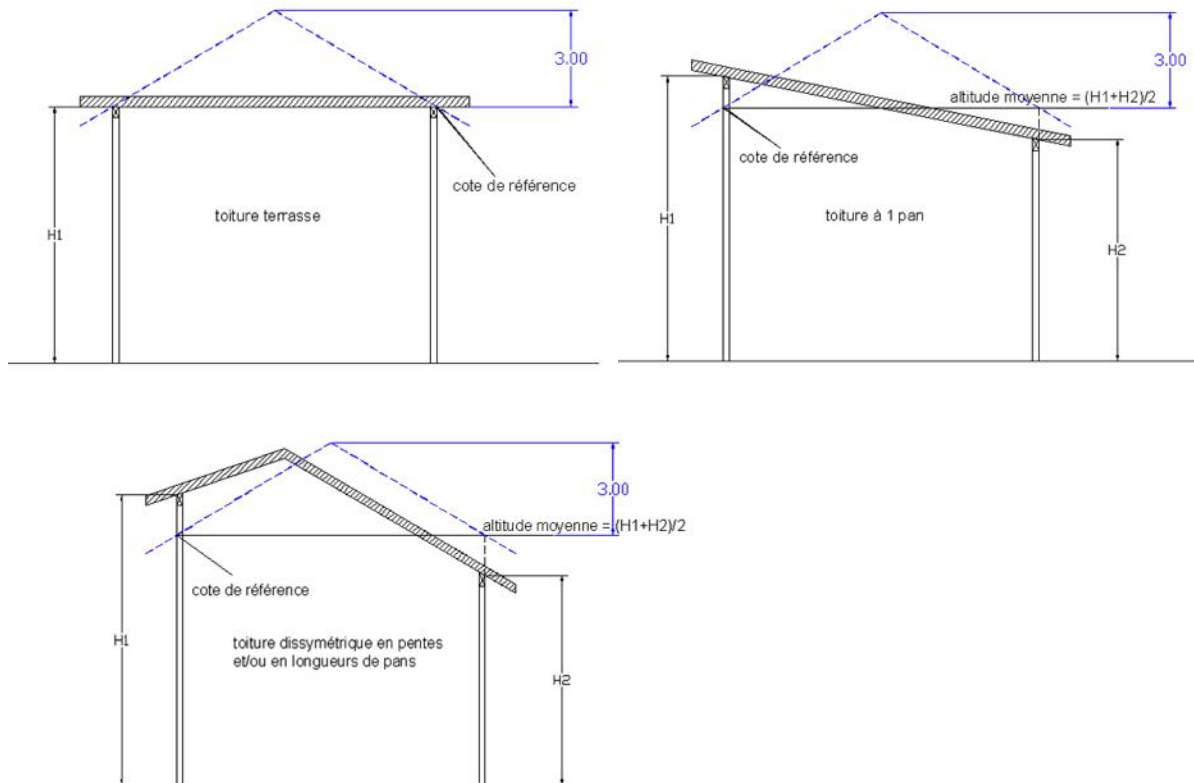 3.00
cote de référence
toiture terrasse
H1
3.00
altitude moyenne = (H1+H2)/2
cote de référence
H1
toiture à 1 pan
H2
3.00
altitude moyenne = (H1+H2)/2
cote de référence
H1
toiture dissymétrique en pentes
et/ou en longueurs de pans
H2